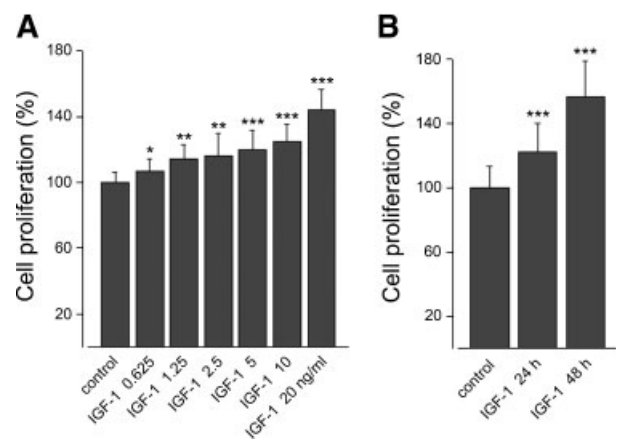 A
Cell proliferation (%)
180
140
100
60
20
* ** ** *** *** ***
control
IGF-1 0.625
IGF-1 1.25
IGF-1 2.5
IGF-1 5
IGF-1 10
IGF-1 20 ng/ml
B
Cell proliferation (%)
180
140
100
60
20
*** ***
control
IGF-1 24 h
IGF-1 48 h